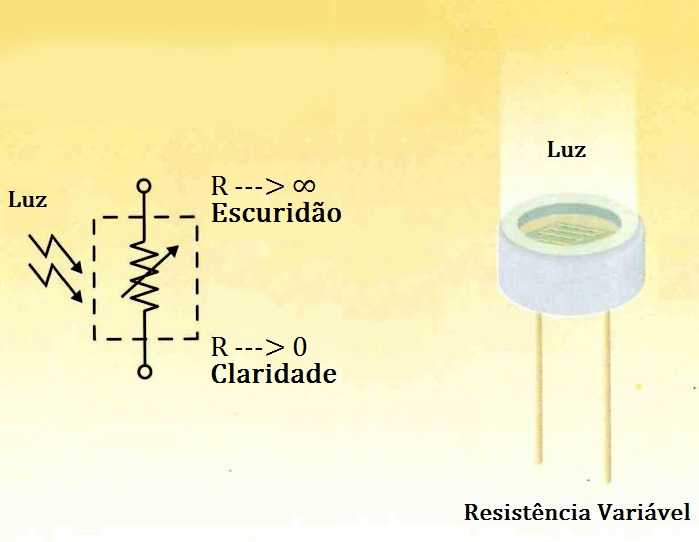 Luz
R ---> ∞
Escuridão
R ---> 0
Claridade
Luz
Resistência Variável